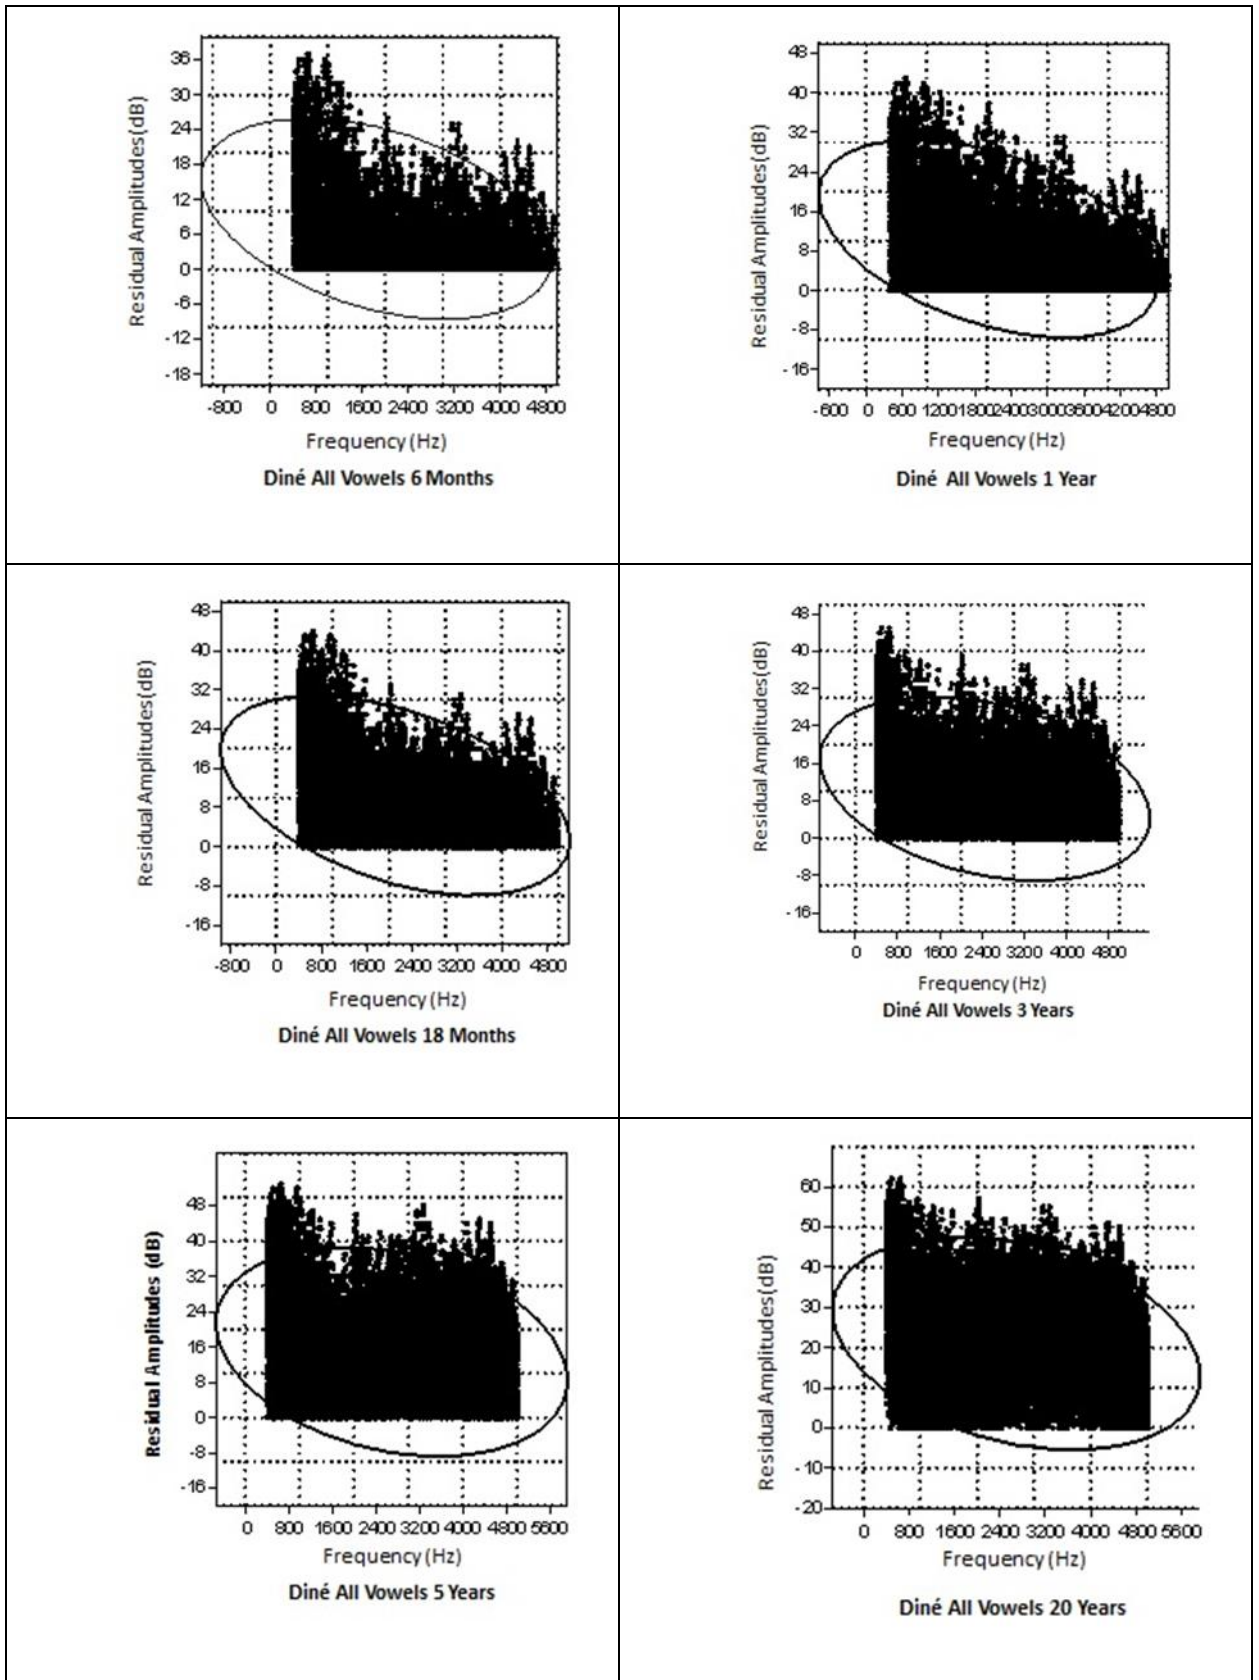 36
30
24
18
12
6
0
-6
-12
-18
Residual Amplitudes(dB)
-800 0 800 1600 2400 3200 4000 4800
Frequency (Hz)
Diné All Vowels 6 Months
48
40
32
24
16
8
0
-8
-16
Residual Amplitudes(dB)
-600 0 600 1200 1800 2400 3000 3600 4200 4800
Frequency (Hz)
Diné All Vowels 1 Year
48
40
32
24
16
8
0
-8
-16
Residual Amplitudes(dB)
-800 0 800 1600 2400 3200 4000 4800
Frequency (Hz)
Diné All Vowels 18 Months
48
40
32
24
16
8
0
-8
-16
Residual Amplitudes(dB)
0 800 1600 2400 3200 4000 4800
Frequency (Hz)
Diné All Vowels 3 Years
48
40
32
24
16
8
0
-8
-16
Residual Amplitudes (dB)
0 800 1600 2400 3200 4000 4800 5600
Frequency (Hz)
Diné All Vowels 5 Years
60
50
40
30
20
10
0
-10
-20
Residual Amplitudes(dB)
0 800 1600 2400 3200 4000 4800 5600
Frequency (Hz)
Diné All Vowels 20 Years